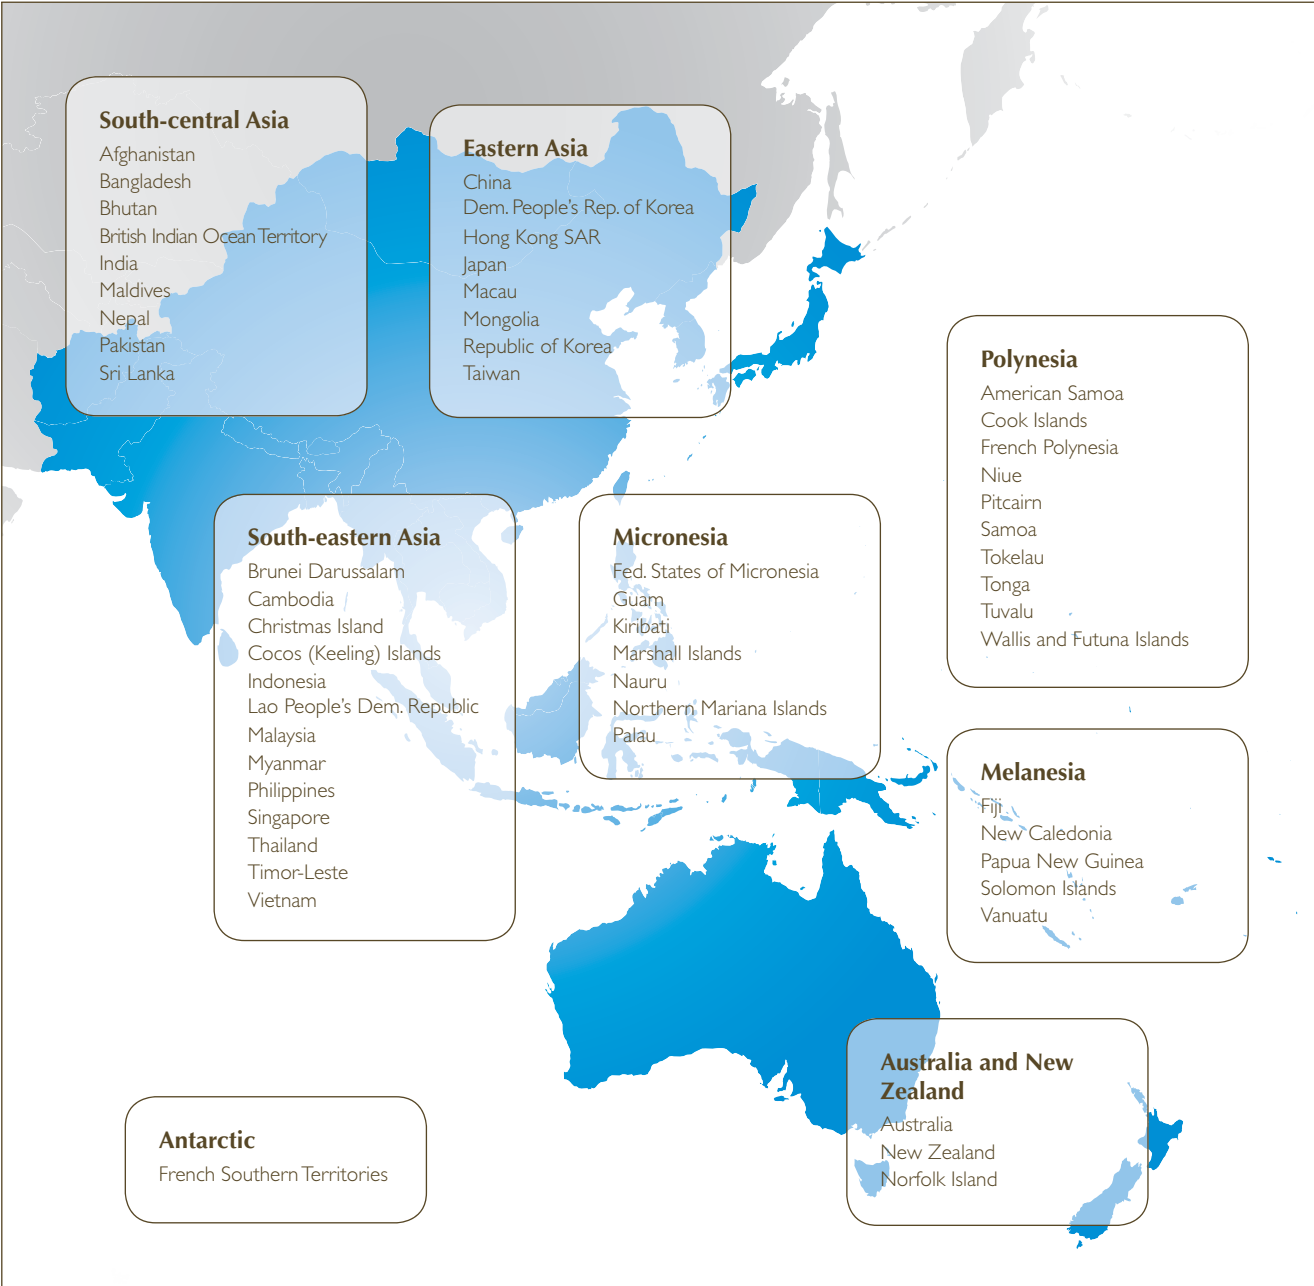 South-central Asia
Afghanistan
Bangladesh
Bhutan
British Indian Ocean Territory
India
Maldives
Nepal
Pakistan
Sri Lanka
Eastern Asia
China
Dem. People's Rep. of Korea
Hong Kong SAR
Japan
Macau
Mongolia
Republic of Korea
Taiwan
Polynesia
American Samoa
Cook Islands
French Polynesia
Niue
Pitcairn
Samoa
Tokelau
Tonga
Tuvalu
Wallis and Futuna Islands
South-eastern Asia
Brunei Darussalam
Cambodia
Christmas Island
Cocos (Keeling) Islands
Indonesia
Lao People's Dem. Republic
Malaysia
Myanmar
Philippines
Singapore
Thailand
Timor-Leste
Vietnam
Micronesia
Fed. States of Micronesia
Guam
Kiribati
Marshall Islands
Nauru
Northern Mariana Islands
Palau
Melanesia
Fiji
New Caledonia
Papua New Guinea
Solomon Islands
Vanuatu
Australia and New
Zealand
Australia
New Zealand
Norfolk Island
Antarctic
French Southern Territories